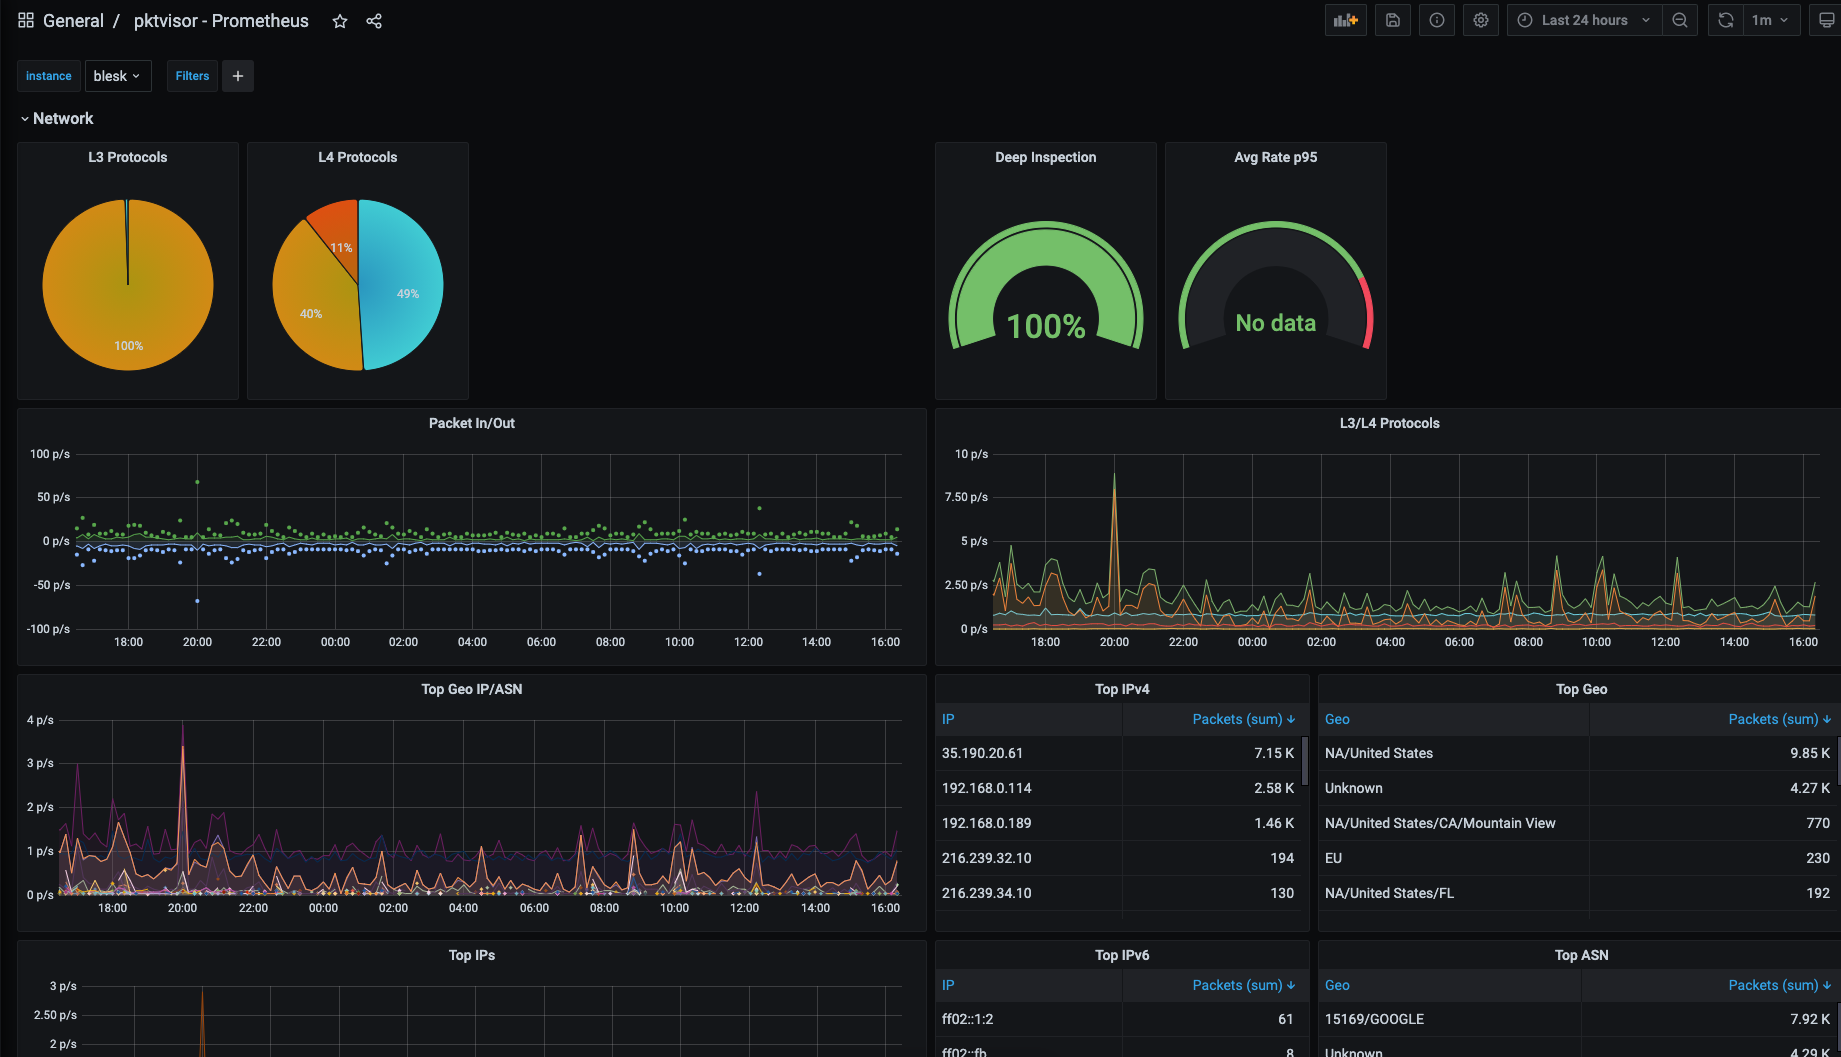 General / pktvisor - Prometheus
Last 24 hours
1m
instance
blesk
Filters
+
Network
L3 Protocols
100%
L4 Protocols
11%
49%
40%
Deep Inspection
100%
Avg Rate p95
No data
Packet In/Out
100 p/s
50 p/s
0 p/s
-50 p/s
-100 p/s
18:00 20:00 22:00 00:00 02:00 04:00 06:00 08:00 10:00 12:00 14:00 16:00
L3/L4 Protocols
10 p/s
7.50 p/s
5 p/s
2.50 p/s
0 p/s
18:00 20:00 22:00 00:00 02:00 04:00 06:00 08:00 10:00 12:00 14:00 16:00
Top Geo IP/ASN
4 p/s
3 p/s
2 p/s
1 p/s
0 p/s
18:00 20:00 22:00 00:00 02:00 04:00 06:00 08:00 10:00 12:00 14:00 16:00
Top IPv4
IP Packets (sum)
35.190.20.61 7.15 K
192.168.0.114 2.58 K
192.168.0.189 1.46 K
216.239.32.10 194
216.239.34.10 130
Top Geo
Geo Packets (sum)
NA/United States 9.85 K
Unknown 4.27 K
NA/United States/CA/Mountain View 770
EU 230
NA/United States/FL 192
Top IPs
3 p/s
2.50 p/s
2 p/s
Top IPv6
IP Packets (sum)
ff02::1:2 61
ff02::fb 8
Top ASN
Geo Packets (sum)
15169/GOOGLE 7.92 K
Unknown 4.29 K